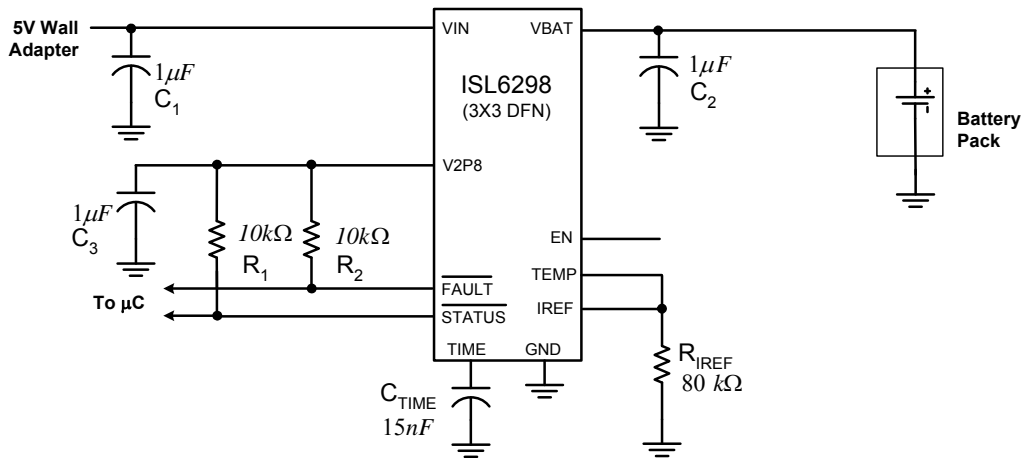 5V Wall
Adapter
1μF
C1
VIN
VBAT
ISL6298
(3X3 DFN)
1μF
C2
Battery
Pack
+
V2P8
1μF
C3
10kΩ
R1
10kΩ
R2
EN
TEMP
IREF
FAULT
STATUS
To μC
TIME
GND
CTIME
15nF
RIREF
80 kΩ